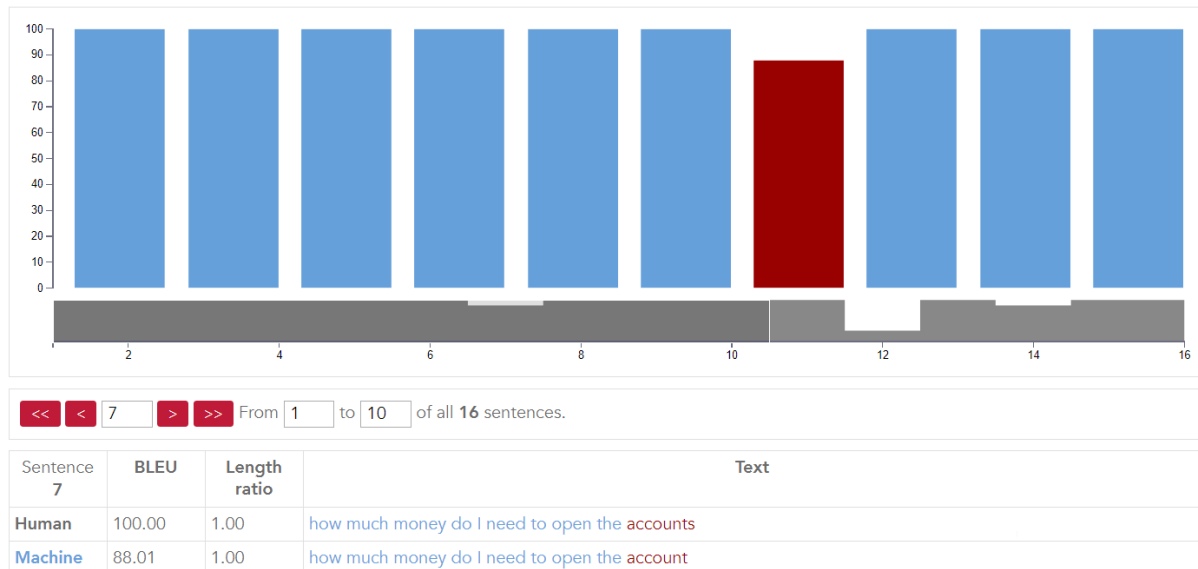 100
90
80
70
60
50
40
30
20
10
0
2 4 6 8 10 12 14 16
<< < 7 > >> From 1 to 10 of all 16 sentences.
Sentence 7 BLEU Length ratio Text
Human 100.00 1.00 how much money do I need to open the accounts
Machine 88.01 1.00 how much money do I need to open the account